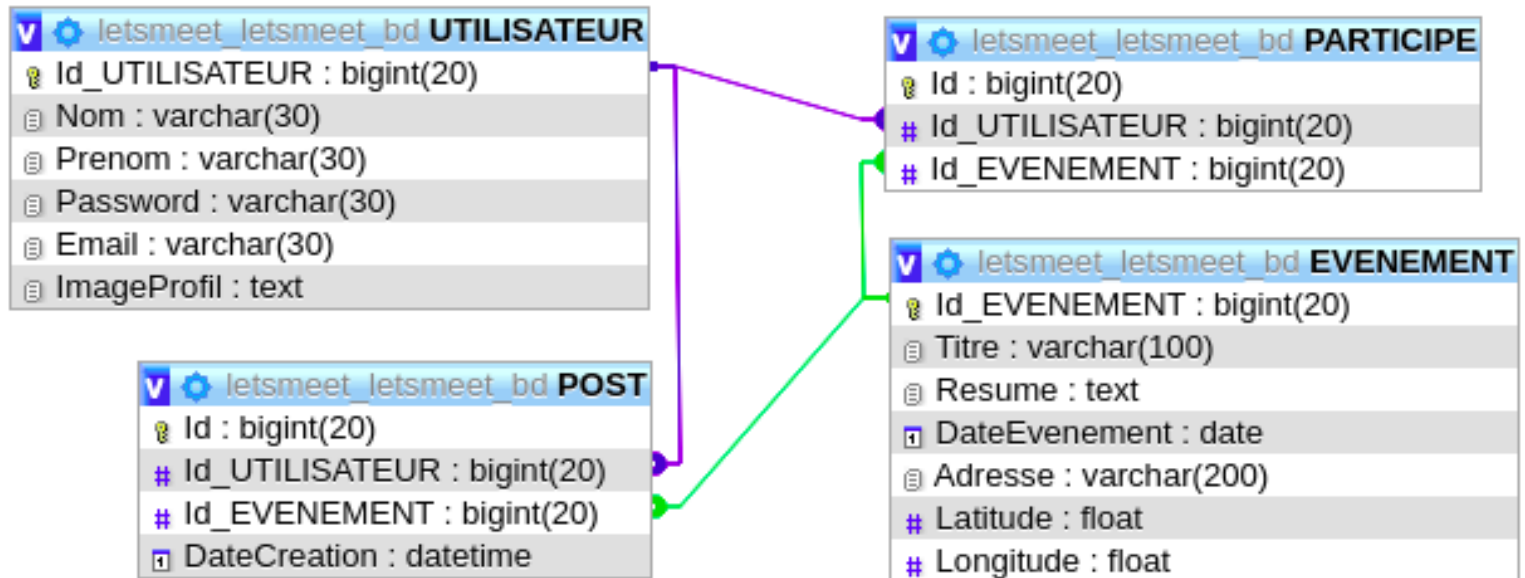 letsmeet_letsmeet_bd UTILISATEUR
Id_UTILISATEUR : bigint(20)
Nom : varchar(30)
Prenom : varchar(30)
Password : varchar(30)
Email : varchar(30)
ImageProfil : text
letsmeet_letsmeet_bd PARTICIPE
Id : bigint(20)
Id_UTILISATEUR : bigint(20)
Id_EVENEMENT : bigint(20)
letsmeet_letsmeet_bd POST
Id : bigint(20)
Id_UTILISATEUR : bigint(20)
Id_EVENEMENT : bigint(20)
DateCreation : datetime
letsmeet_letsmeet_bd EVENEMENT
Id_EVENEMENT : bigint(20)
Titre : varchar(100)
Resume : text
DateEvenement : date
Adresse : varchar(200)
Latitude : float
Longitude : float